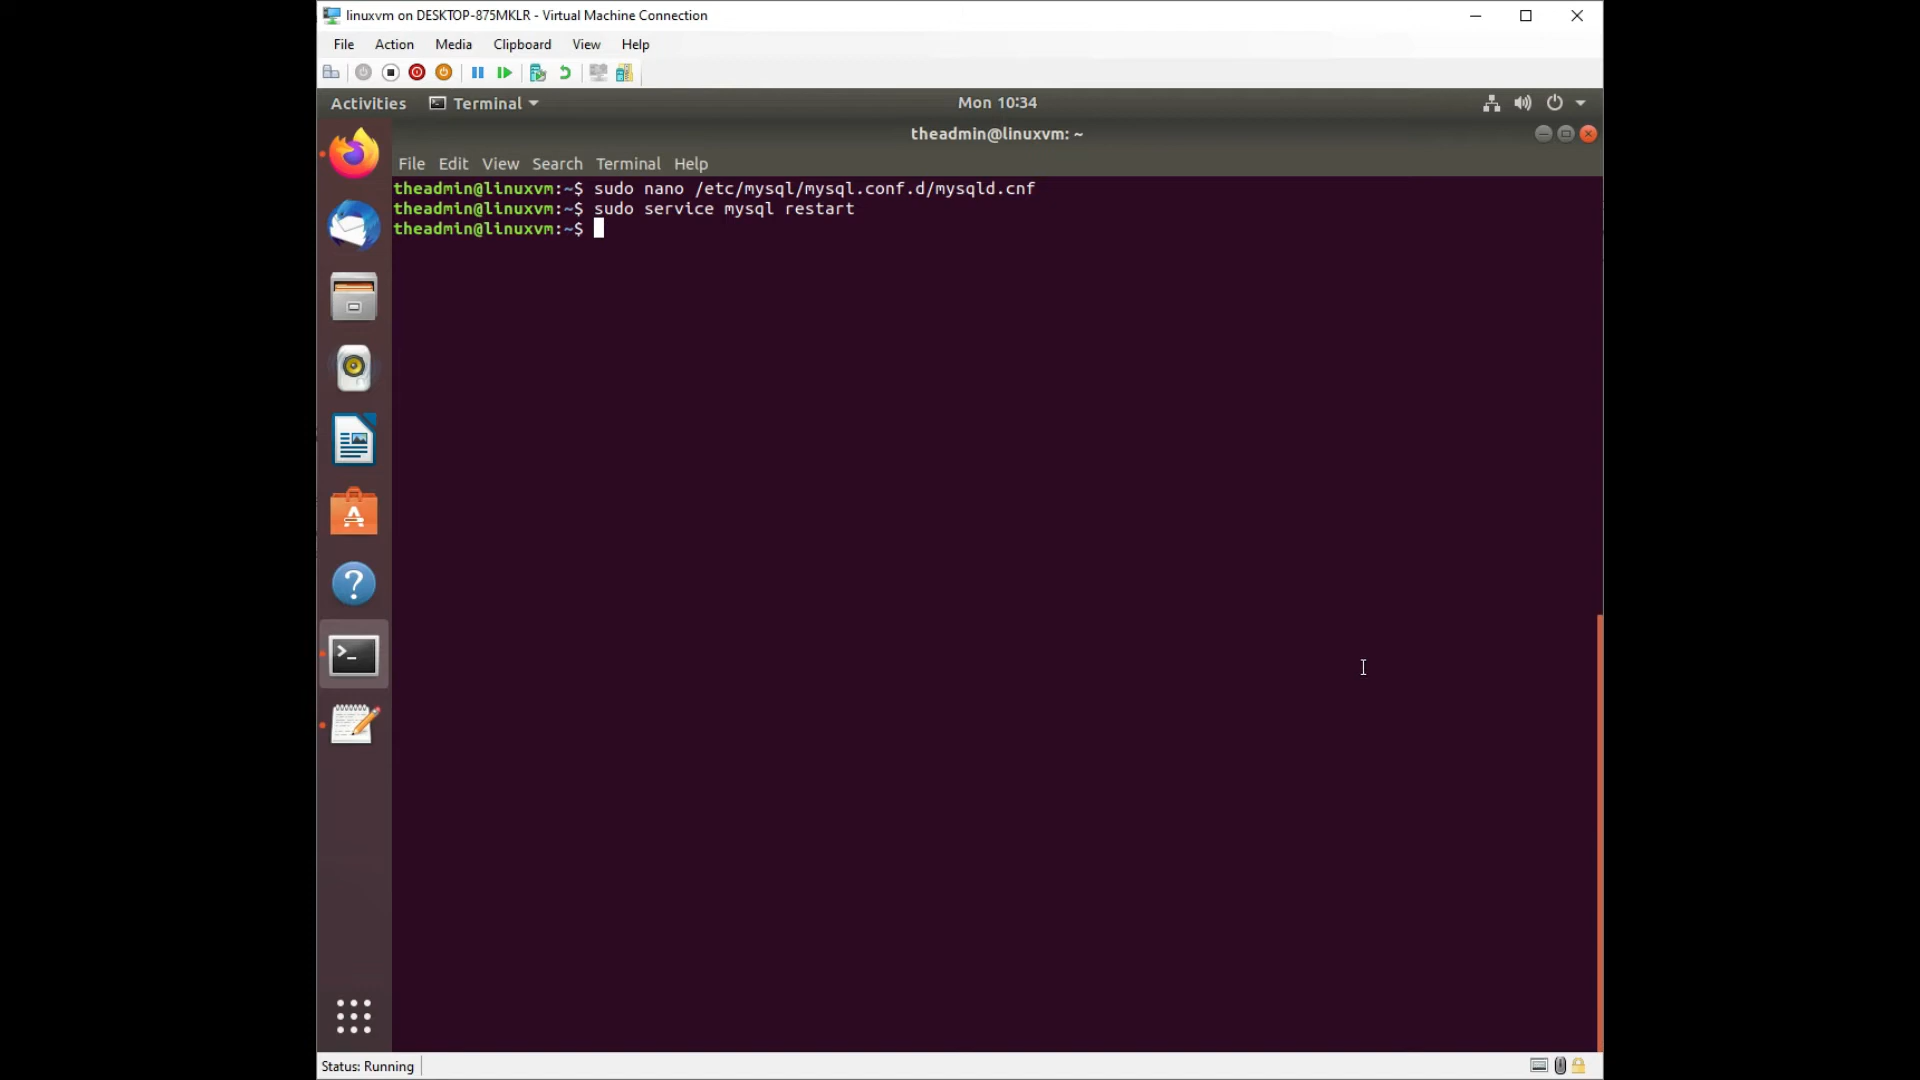 linuxvm on DESKTOP-875MKLR - Virtual Machine Connection
File Action Media Clipboard View Help
Activities Terminal Mon 10:34
theadmin@linuxvm: ~
File Edit View Search Terminal Help
theadmin@linuxvm:~$ sudo nano /etc/mysql/mysql.conf.d/mysqld.cnf
theadmin@linuxvm:~$ sudo service mysql restart
theadmin@linuxvm:~$
Status: Running